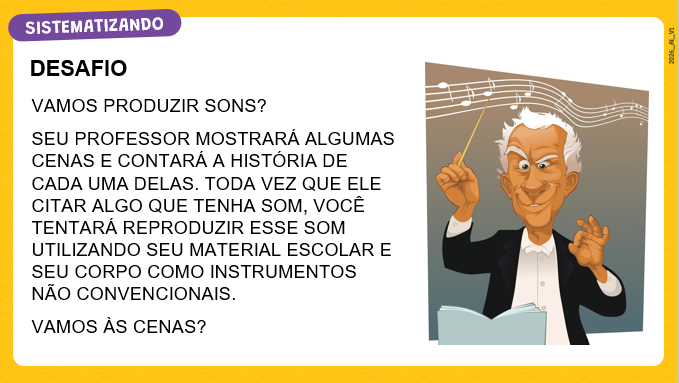 SISTEMATIZANDO
2026_AI_V1
DESAFIO
VAMOS PRODUZIR SONS?
SEU PROFESSOR MOSTRARÁ ALGUMAS
CENAS E CONTARÁ A HISTÓRIA DE
CADA UMA DELAS. TODA VEZ QUE ELE
CITAR ALGO QUE TENHA SOM, VOCÊ
TENTARÁ REPRODUZIR ESSE SOM
UTILIZANDO SEU MATERIAL ESCOLAR E
SEU CORPO COMO INSTRUMENTOS
NÃO CONVENCIONAIS.
VAMOS ÀS CENAS?